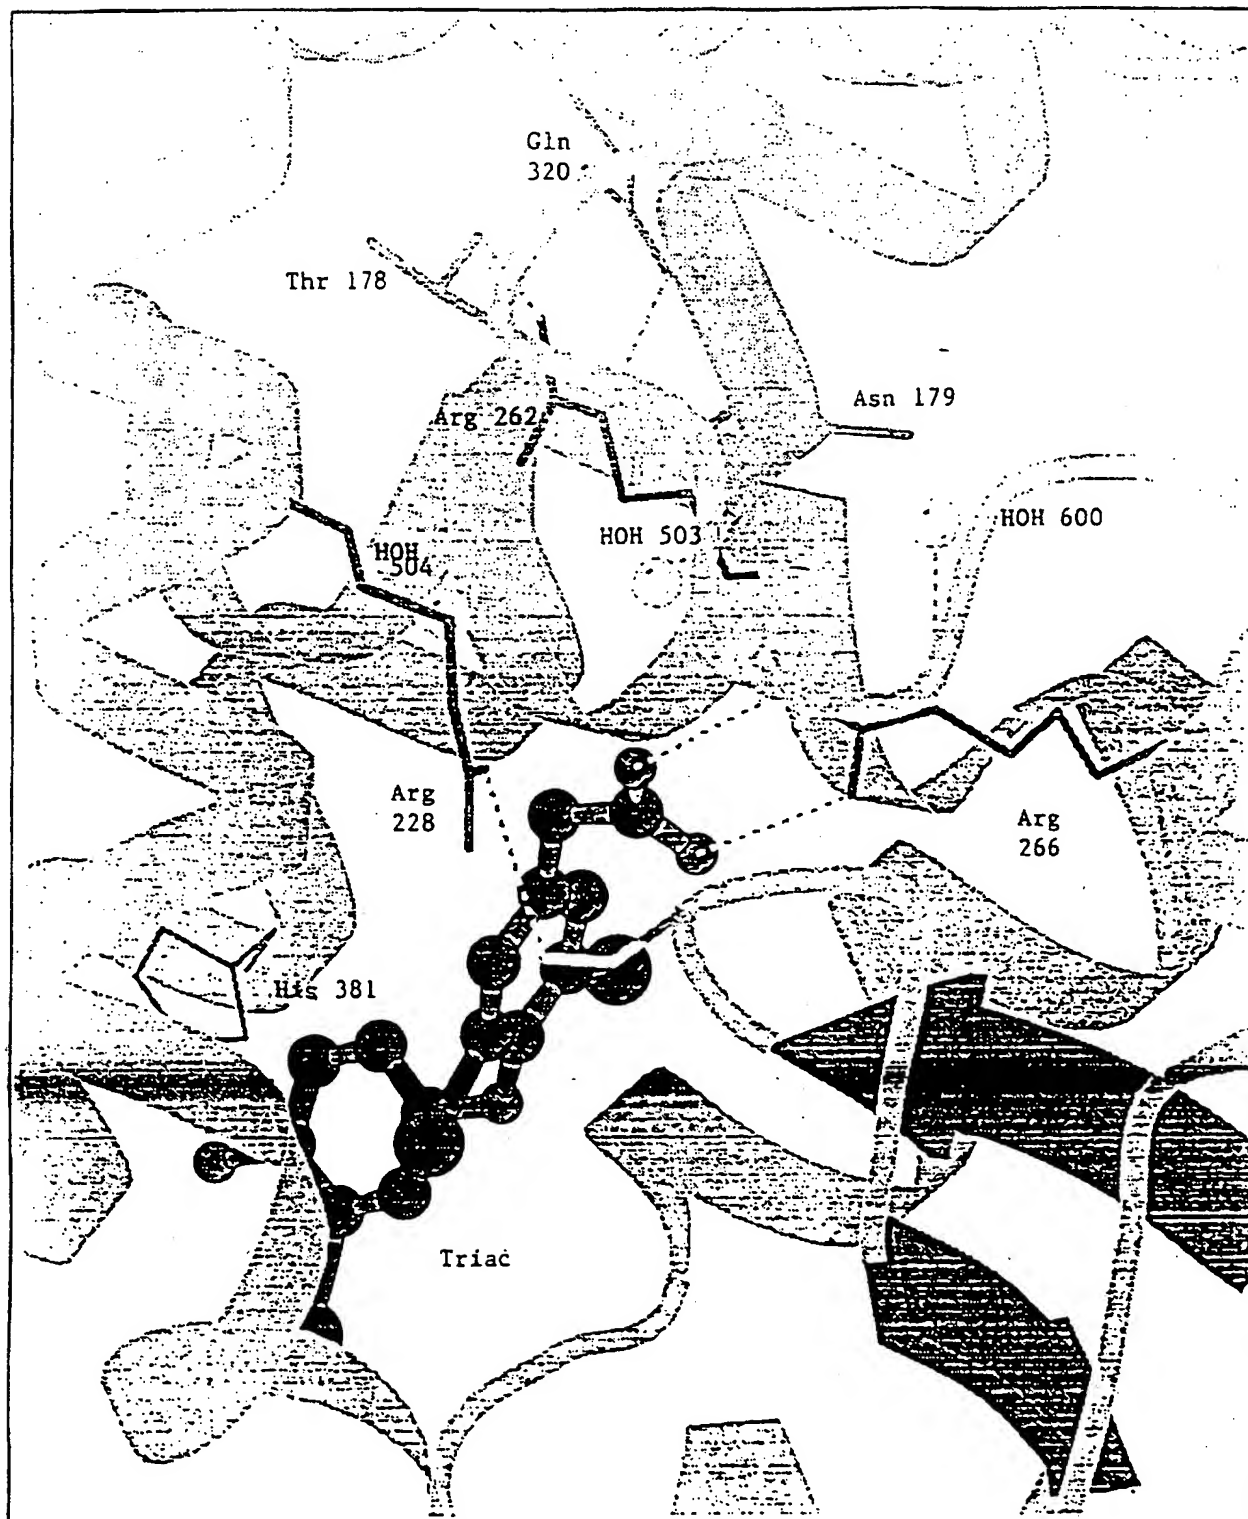 Gln
320
Thr 178
Asn 179
Arg 262
HOH 600
HOH 503
HOH
504
Arg
228
Arg
266
His 381
Triac